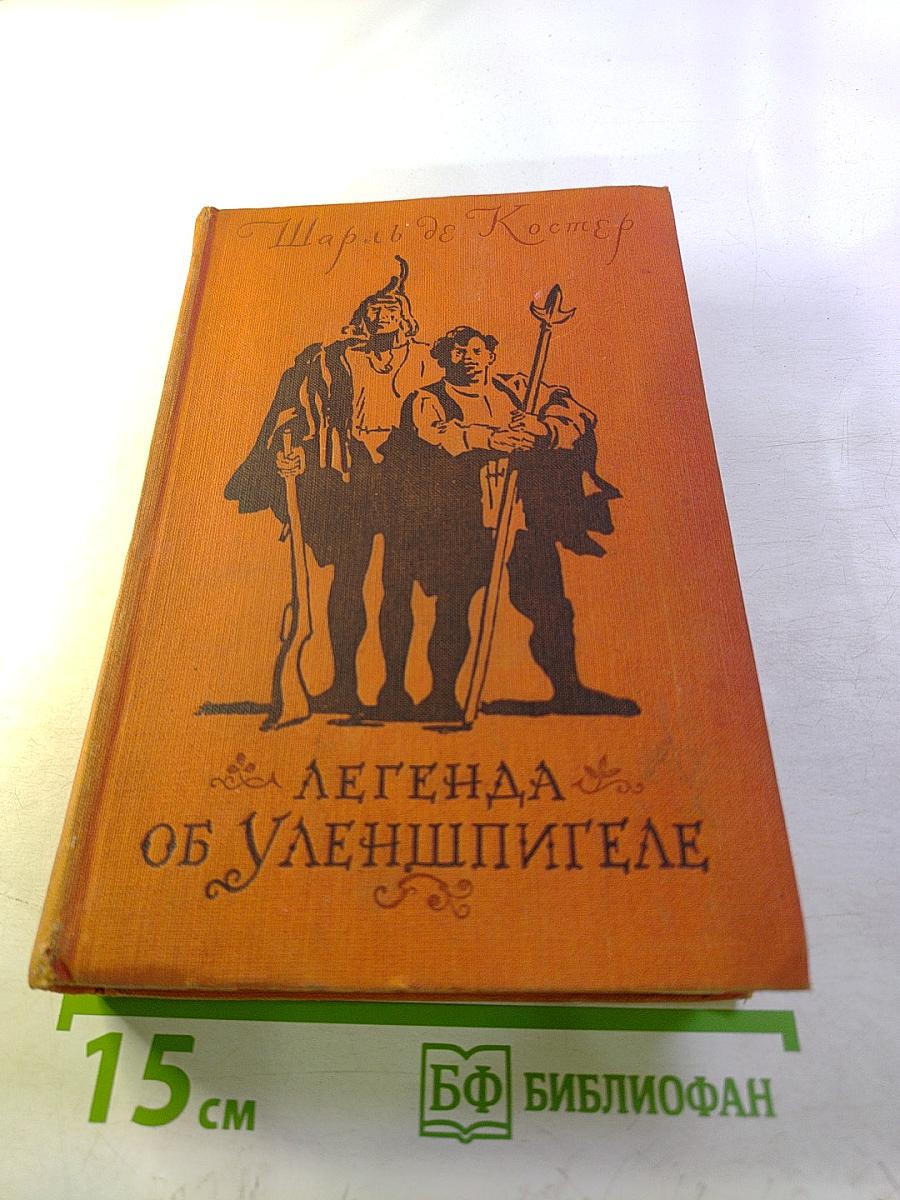 Шарль де Костер
ЛЕГЕНДА
ОБ УЛЕНШПИГЕЛЕ
15 см
БФ БИБЛИОФАН